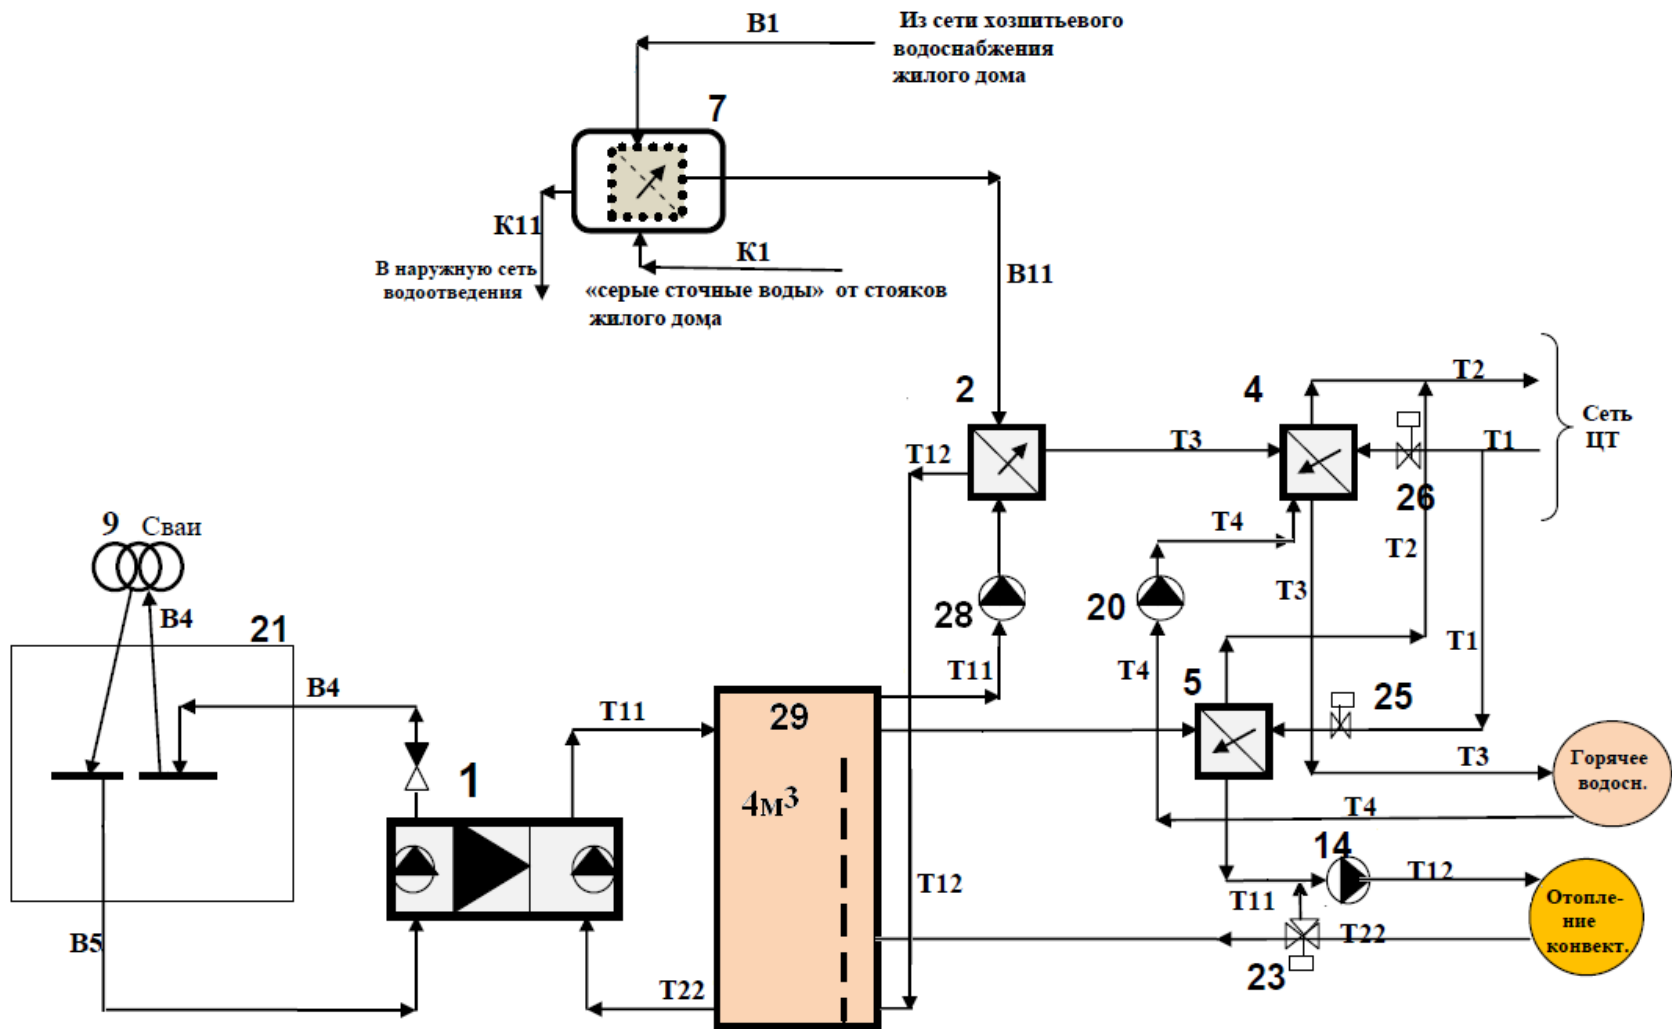 В1
Из сети хозпитьевого
водоснабжения
жилого дома
7
К11
В наружную сеть
водоотведения
К1
«серые сточные воды» от стояков
жилого дома
В11
2
4
Т2
Сеть
ЦТ
Т12
Т3
Т1
26
9 Сваи
Т4
Т2
Т3
В4
21
28
20
Т1
Т11
Т4
5
25
В4
Т11
29
Т3
Горячее
водосн.
1
4м3
Т4
14
Т12
Т12
Т11
Отопле-
ние
конвект.
В5
Т22
23
Т22